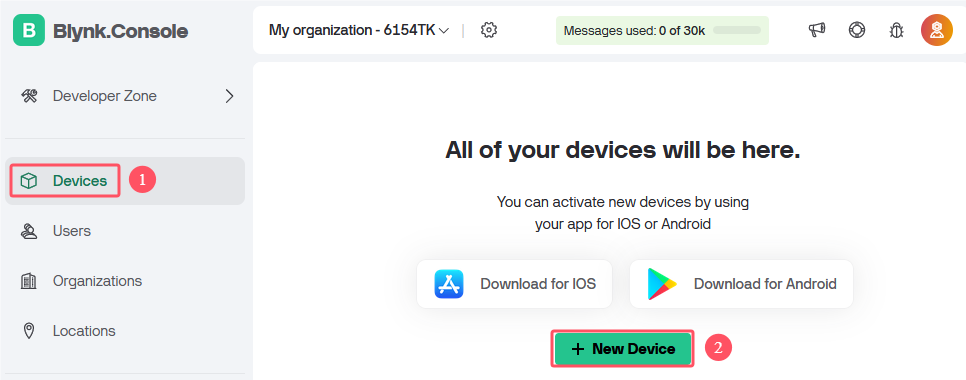 B Blynk.Console
My organization - 6154TK
Messages used: 0 of 30k
Developer Zone
Devices 1
Users
Organizations
Locations
All of your devices will be here.
You can activate new devices by using
your app for IOS or Android
Download for IOS
Download for Android
+ New Device 2